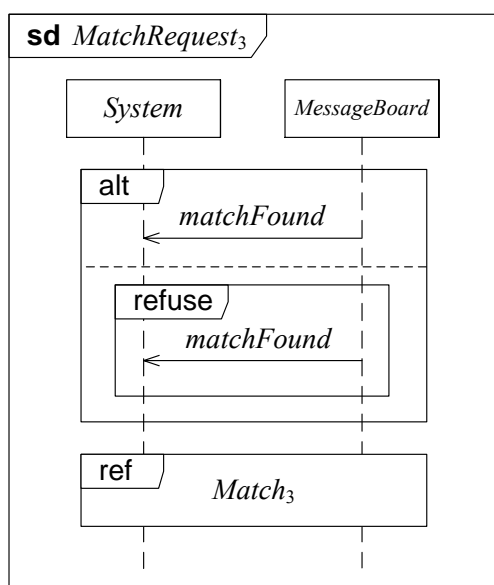 sd MatchRequest₃
System
MessageBoard
alt
matchFound
refuse
matchFound
ref
Match₃